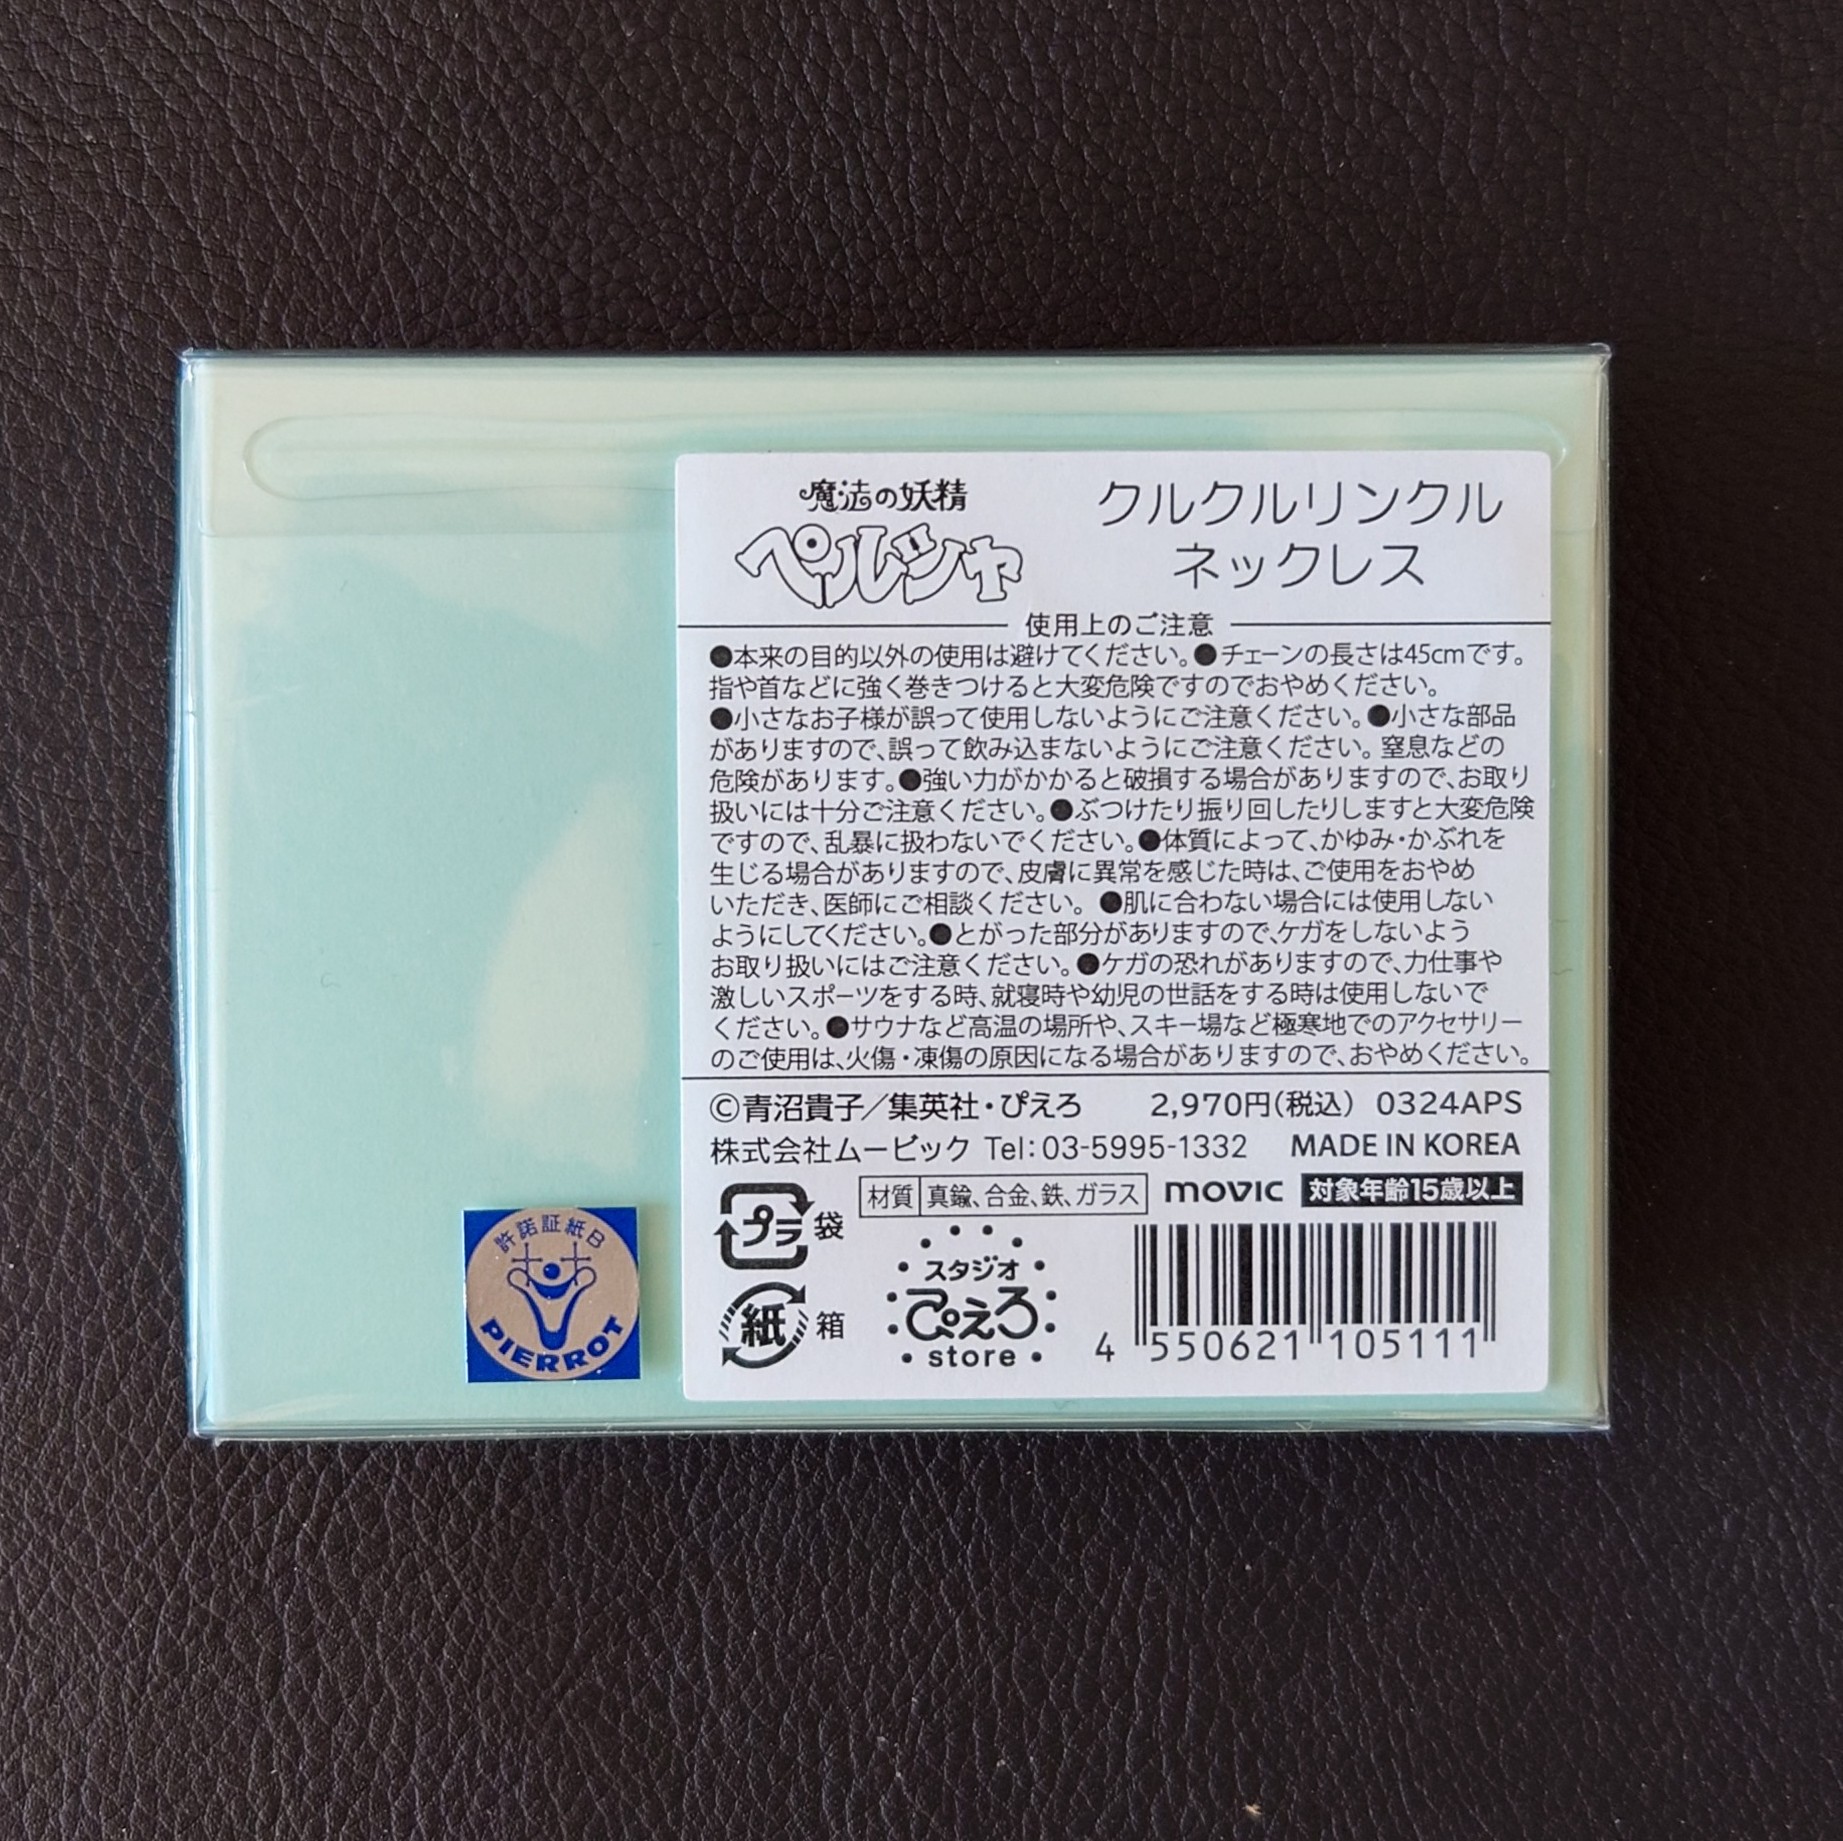 魔法の妖精
ペルシャ
クルクルリンクル
ネックレス
使用上のご注意
●本来の目的以外の使用は避けてください。●チェーンの長さは45cmです。
指や首などに強く巻きつけると大変危険ですのでおやめください。
●小さなお子様が誤って使用しないようにご注意ください。●小さな部品
がありますので、誤って飲み込まないようにご注意ください。窒息などの
危険があります。●強い力がかかると破損する場合がありますので、お取り
扱いには十分ご注意ください。●ぶつけたり振り回したりしますと大変危険
ですので、乱暴に扱わないでください。●体質によって、かゆみ・かぶれを
生じる場合がありますので、皮膚に異常を感じた時は、ご使用をおやめ
いただき、医師にご相談ください。●肌に合わない場合には使用しない
ようにしてください。●とがった部分がありますので、ケガをしないよう
お取り扱いにはご注意ください。●ケガの恐れがありますので、力仕事や
激しいスポーツをする時、就寝時や幼児の世話をする時は使用しないで
ください。●サウナなど高温の場所や、スキー場など極寒地でのアクセサリー
のご使用は、火傷・凍傷の原因になる場合がありますので、おやめください。
©青沼貴子／集英社・ぴえろ 2,970円(税込) 0324APS
株式会社ムービック Tel:03-5995-1332 MADE IN KOREA
プラ 袋
材質 真鍮、合金、鉄、ガラス movic 対象年齢15歳以上
紙 箱
スタジオ
ぴえろ
store
4 550621 105111
許諾証紙B
PIERROT